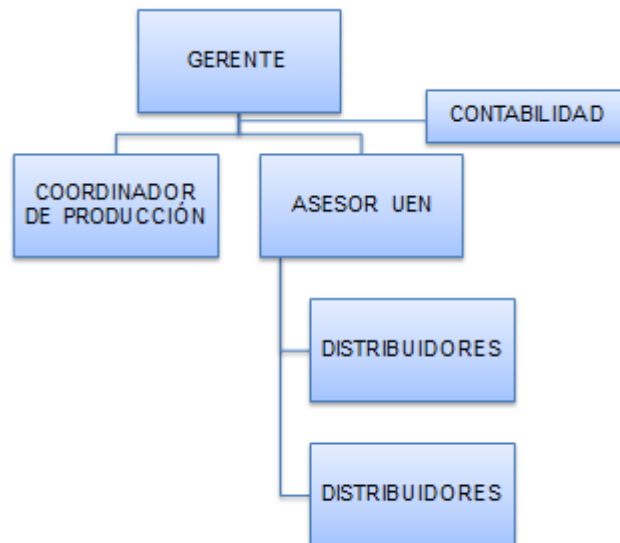 GERENTE
CONTABILIDAD
COORDINADOR
DE PRODUCCIÓN
ASESOR UEN
DISTRIBUIDORES
DISTRIBUIDORES